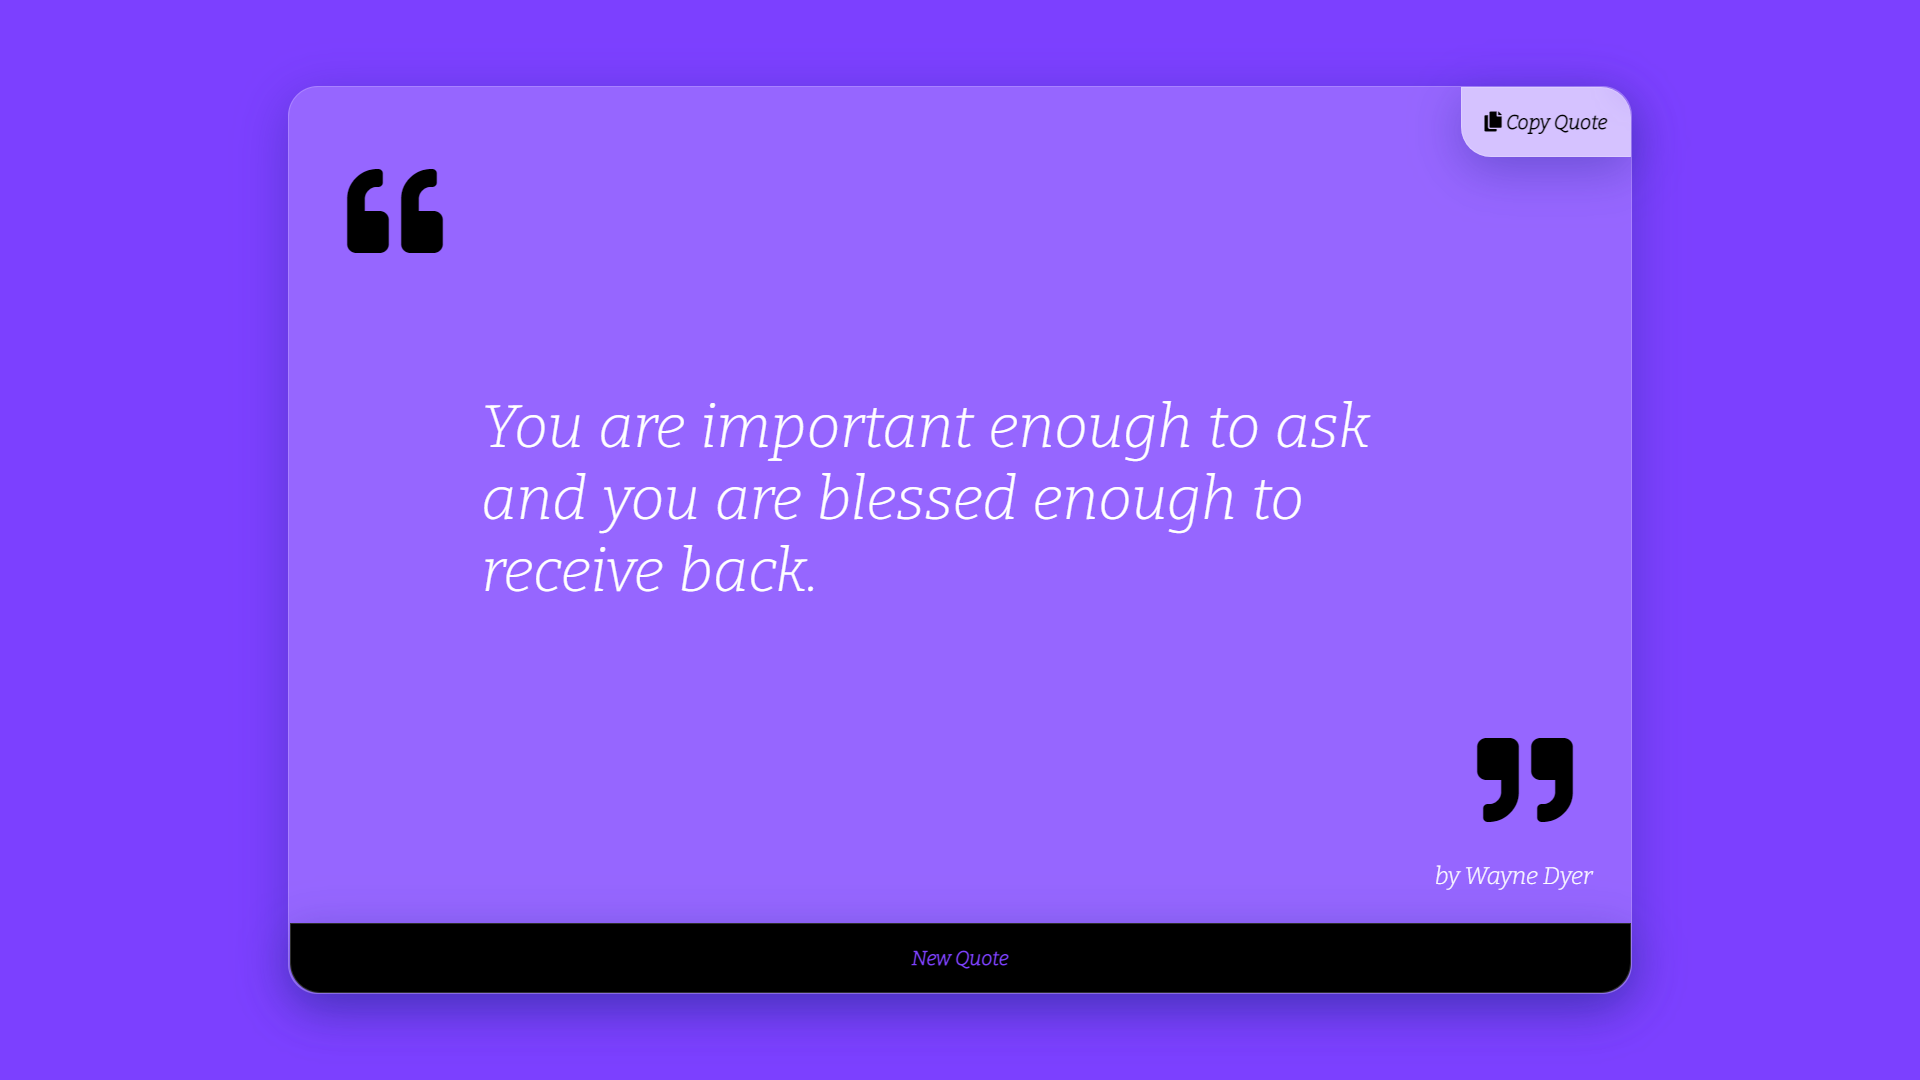 Copy Quote
You are important enough to ask
and you are blessed enough to
receive back.
by Wayne Dyer
New Quote